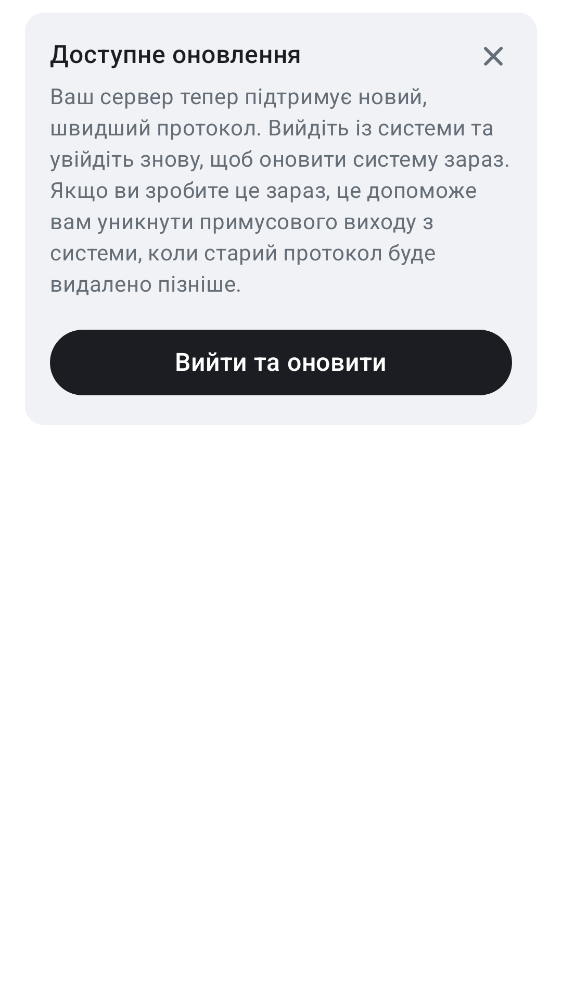 Доступне оновлення
Ваш сервер тепер підтримує новий,
швидший протокол. Вийдіть із системи та
увійдіть знову, щоб оновити систему зараз.
Якщо ви зробите це зараз, це допоможе
вам уникнути примусового виходу з
системи, коли старий протокол буде
видалено пізніше.
Вийти та оновити